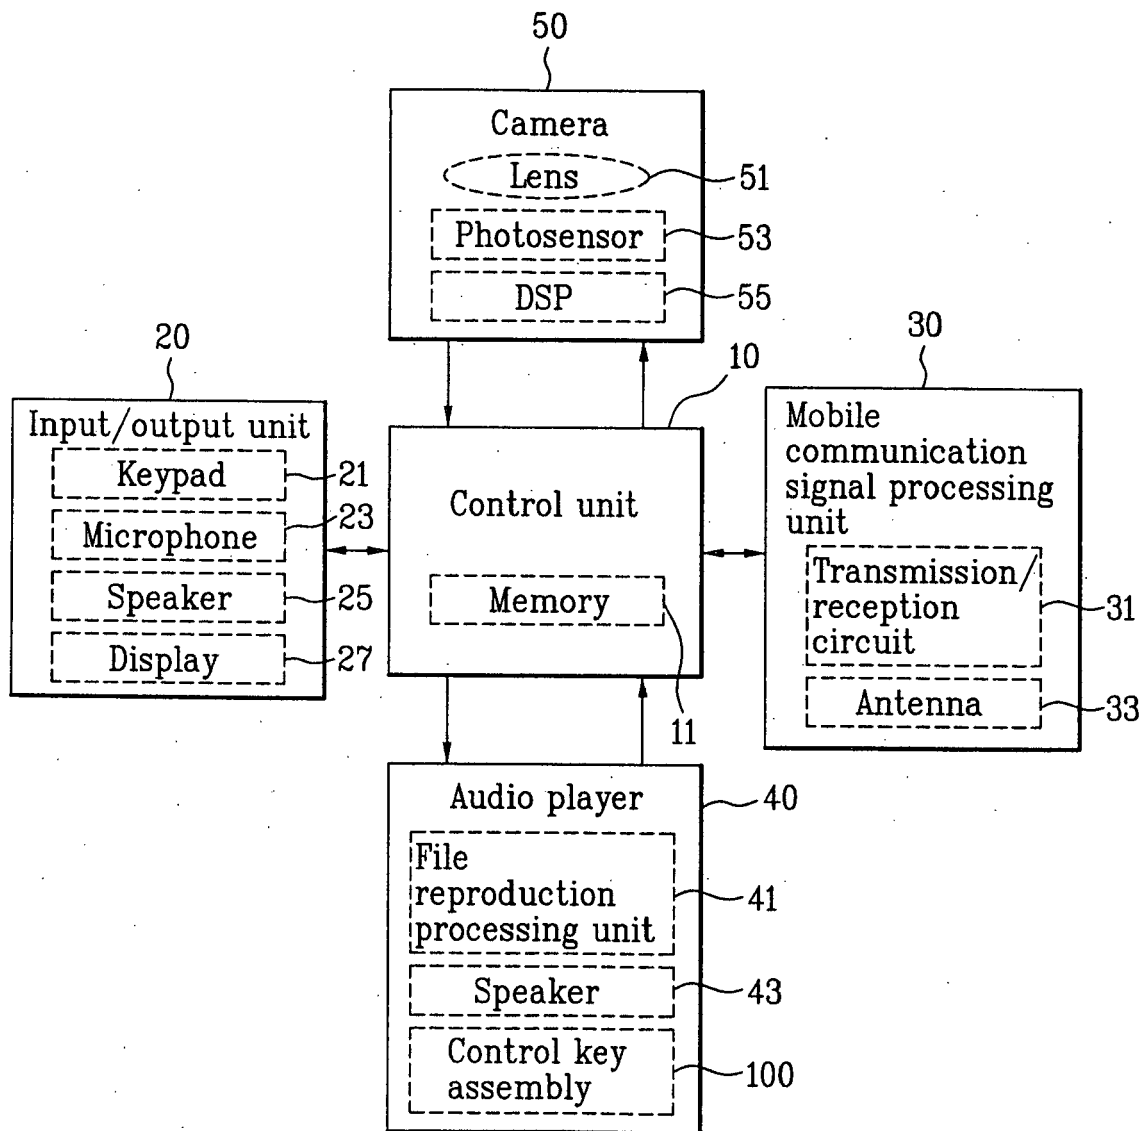 50
Camera
Lens
51
Photosensor
53
DSP
55
20
Input/output unit
Keypad
21
Microphone
23
Speaker
25
Display
27
10
Control unit
Memory
11
30
Mobile
communication
signal processing
unit
Transmission/
reception
circuit
31
Antenna
33
Audio player
40
File
reproduction
processing unit
41
Speaker
43
Control key
assembly
100